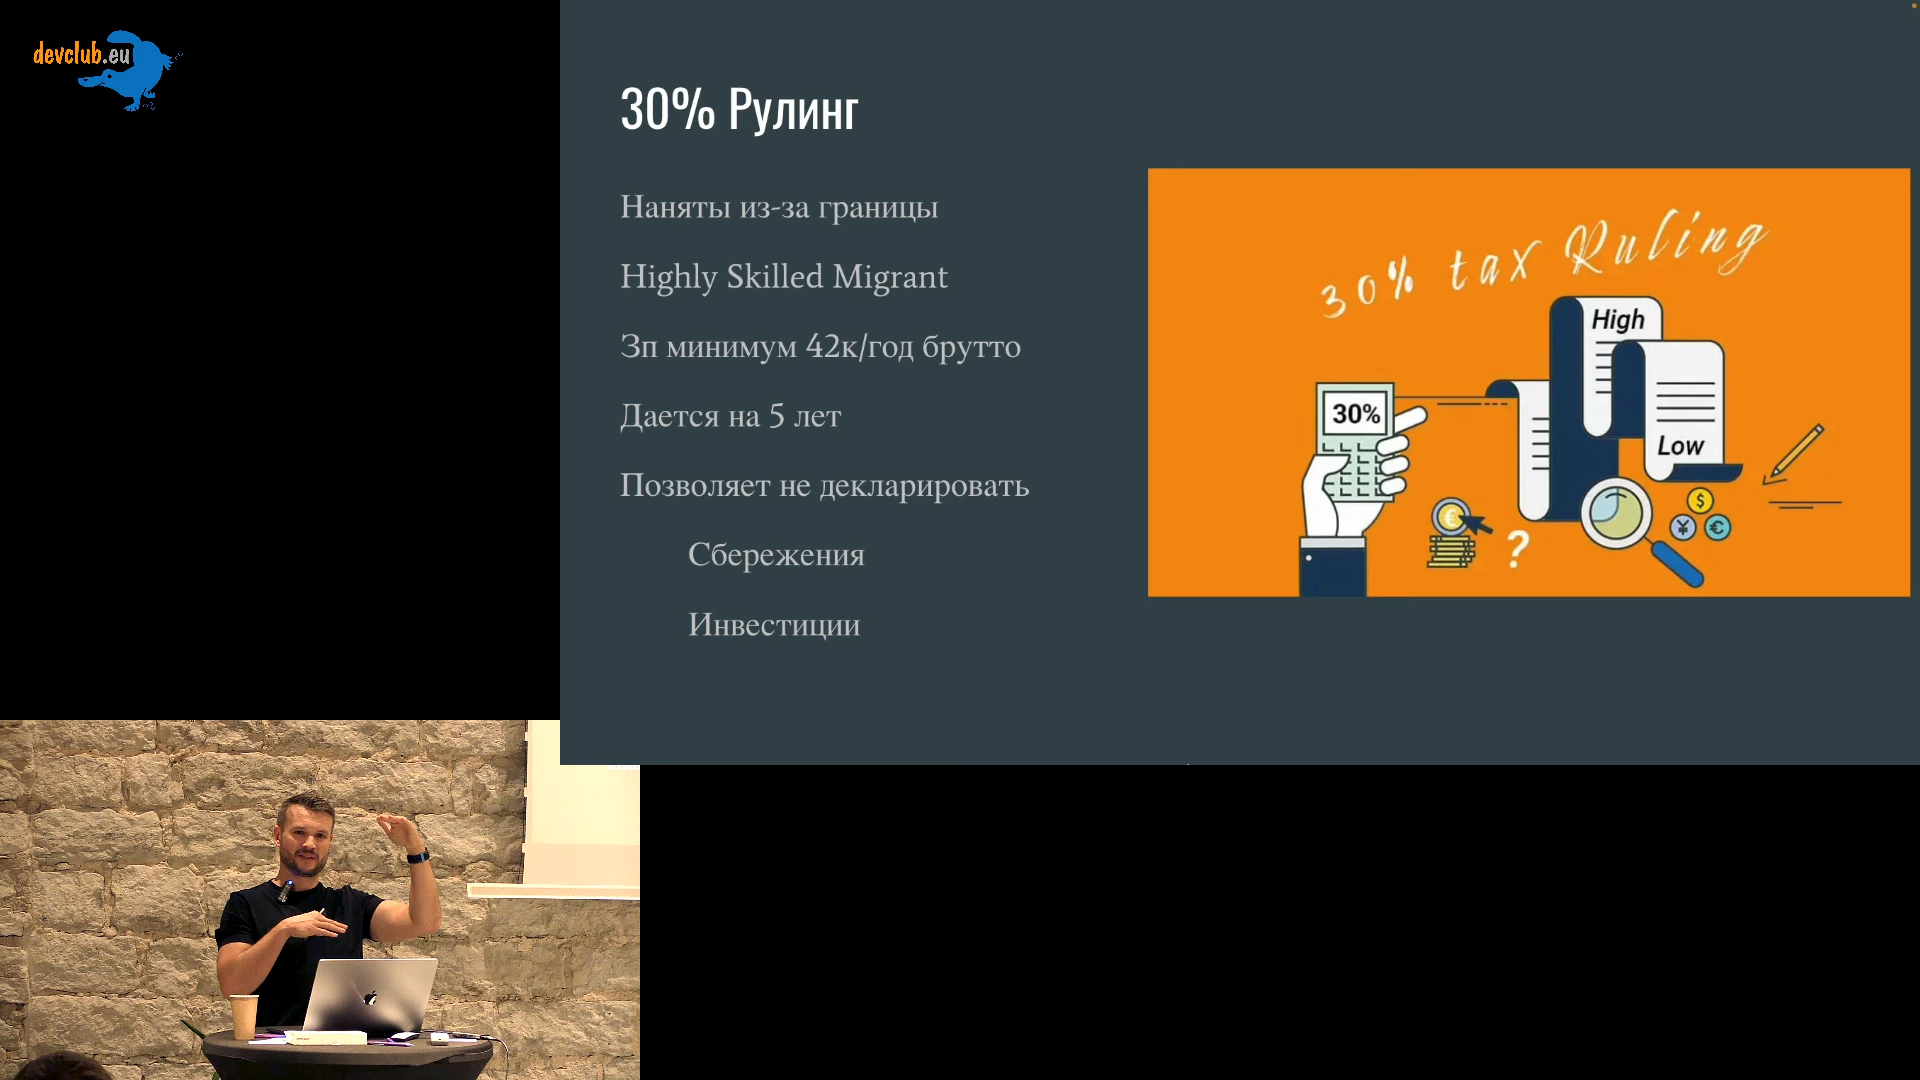 devclub.eu
30% Рулинг
Наняты из-за границы
Highly Skilled Migrant
Зп минимум 42к/год брутто
Дается на 5 лет
Позволяет не декларировать
Сбережения
Инвестиции
30% tax Ruling
High
30%
Low
?